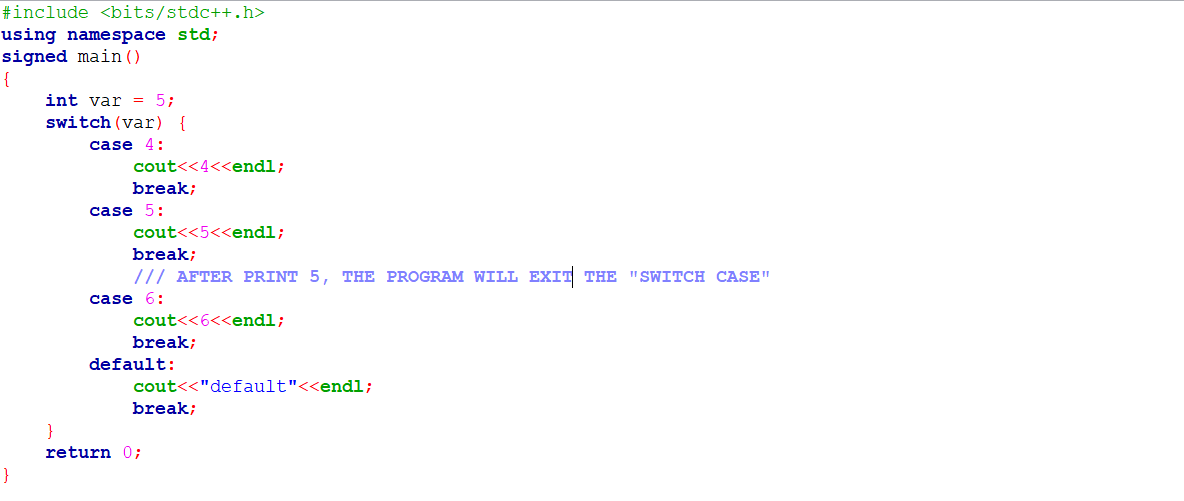 #include <bits/stdc++.h>
using namespace std;
signed main()
{
    int var = 5;
    switch(var) {
        case 4:
            cout<<4<<endl;
            break;
        case 5:
            cout<<5<<endl;
            break;
            /// AFTER PRINT 5, THE PROGRAM WILL EXIT THE "SWITCH CASE"
        case 6:
            cout<<6<<endl;
            break;
        default:
            cout<<"default"<<endl;
            break;
    }
    return 0;
}